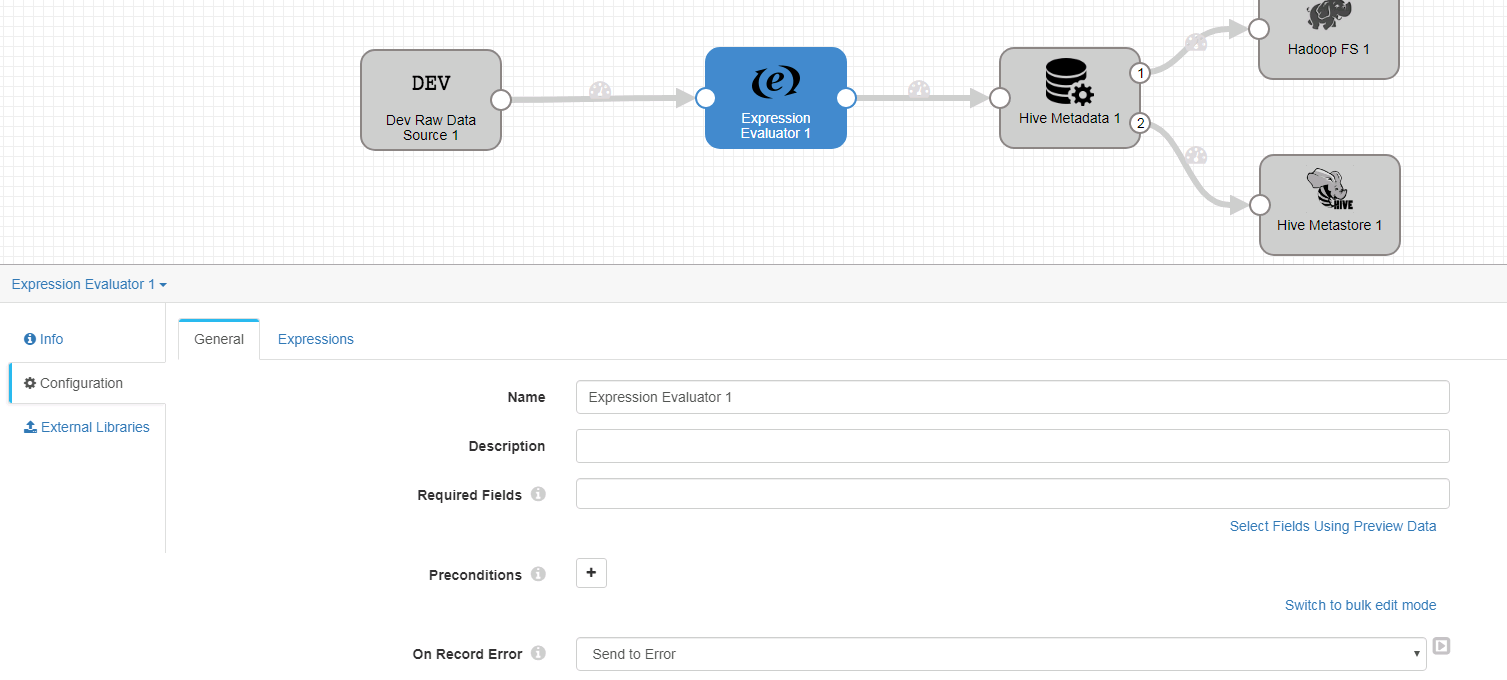 Hadoop FS 1
DEV
Dev Raw Data
Source 1
e
Expression
Evaluator 1
Hive Metadata 1
1
2
HIVE
Hive Metastore 1
Expression Evaluator 1
Info
Configuration
External Libraries
General
Expressions
Name
Expression Evaluator 1
Description
Required Fields
Select Fields Using Preview Data
Preconditions
+
Switch to bulk edit mode
On Record Error
Send to Error